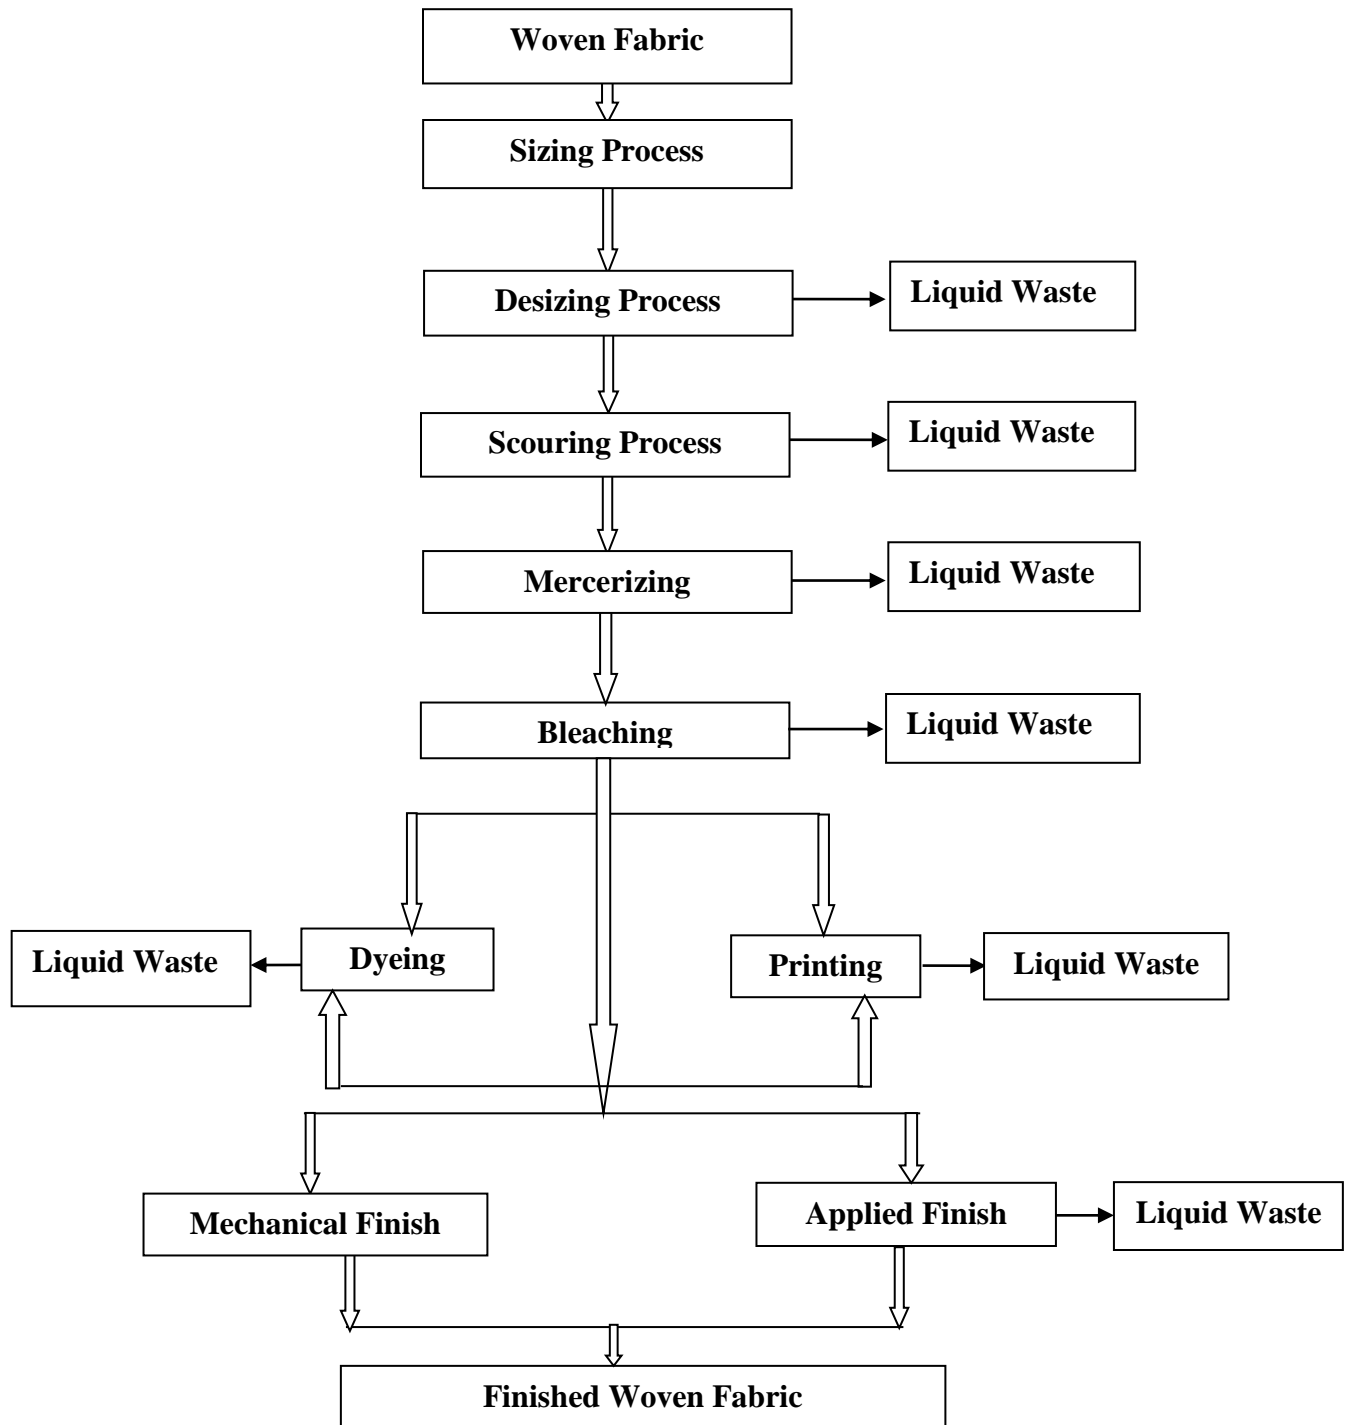 Woven Fabric
Sizing Process
Desizing Process
Liquid Waste
Scouring Process
Liquid Waste
Mercerizing
Liquid Waste
Bleaching
Liquid Waste
Liquid Waste
Dyeing
Printing
Liquid Waste
Mechanical Finish
Applied Finish
Liquid Waste
Finished Woven Fabric